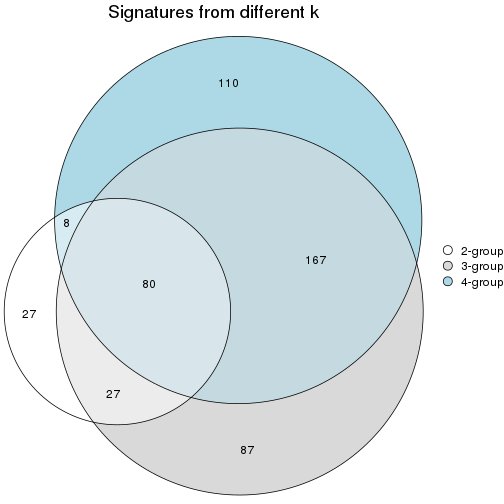 Signatures from different k
110
8
167
80
27
27
87
2-group
3-group
4-group